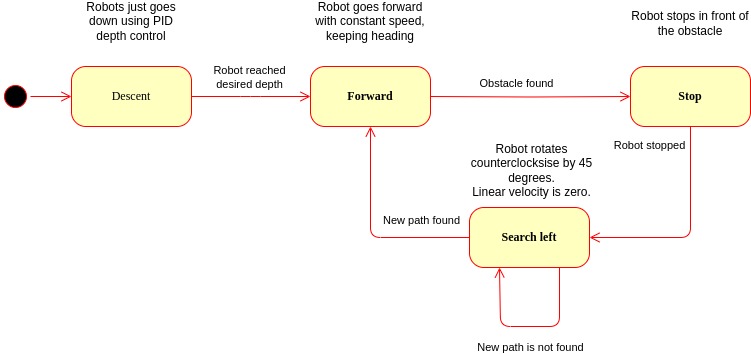 Robots just goes
down using PID
depth control
Robot goes forward
with constant speed,
keeping heading
Robot stops in front of
the obstacle
Descent
Robot reached
desired depth
Forward
Obstacle found
Stop
Robot stopped
Robot rotates
counterclocksise by 45
degrees.
Linear velocity is zero.
New path found
Search left
New path is not found